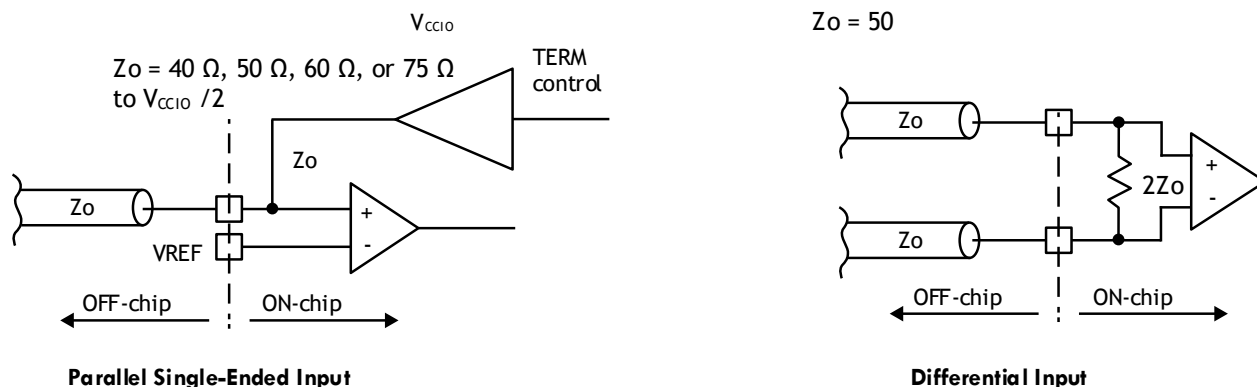 VCCIO
Zo = 40 Ω, 50 Ω, 60 Ω, or 75 Ω
to VCCIO /2
TERM
control
Zo
Zo
+
-
VREF
OFF-chip
ON-chip
Parallel Single-Ended Input
Zo = 50
Zo
Zo
2Zo
+
-
OFF-chip
ON-chip
Differential Input